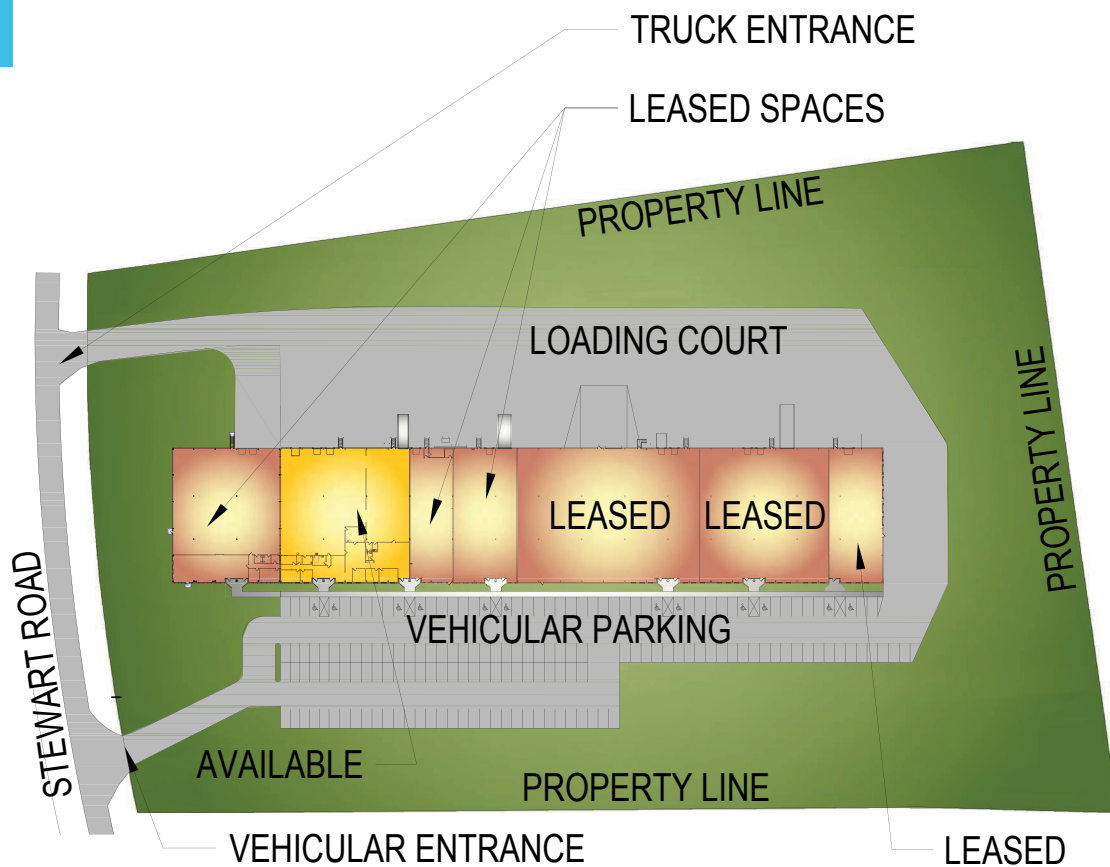 TRUCK ENTRANCE
LEASED SPACES
PROPERTY LINE
LOADING COURT
PROPERTY LINE
LEASED
LEASED
STEWART ROAD
VEHICULAR PARKING
AVAILABLE
PROPERTY LINE
VEHICULAR ENTRANCE
LEASED